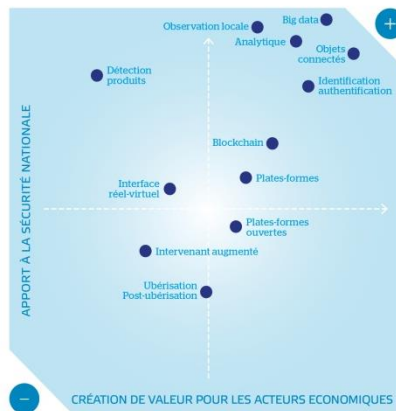 Big data
Observation locale
+
Analytique
Objets
connectés
Détection
produits
Identification
authentification
Blockchain
Interface
réel-virtuel
Plates-formes
Plates-formes
ouvertes
Intervenant augmenté
Ubérisation
Post-ubérisation
APPORT À LA SÉCURITÉ NATIONALE
-
CRÉATION DE VALEUR POUR LES ACTEURS ECONOMIQUES